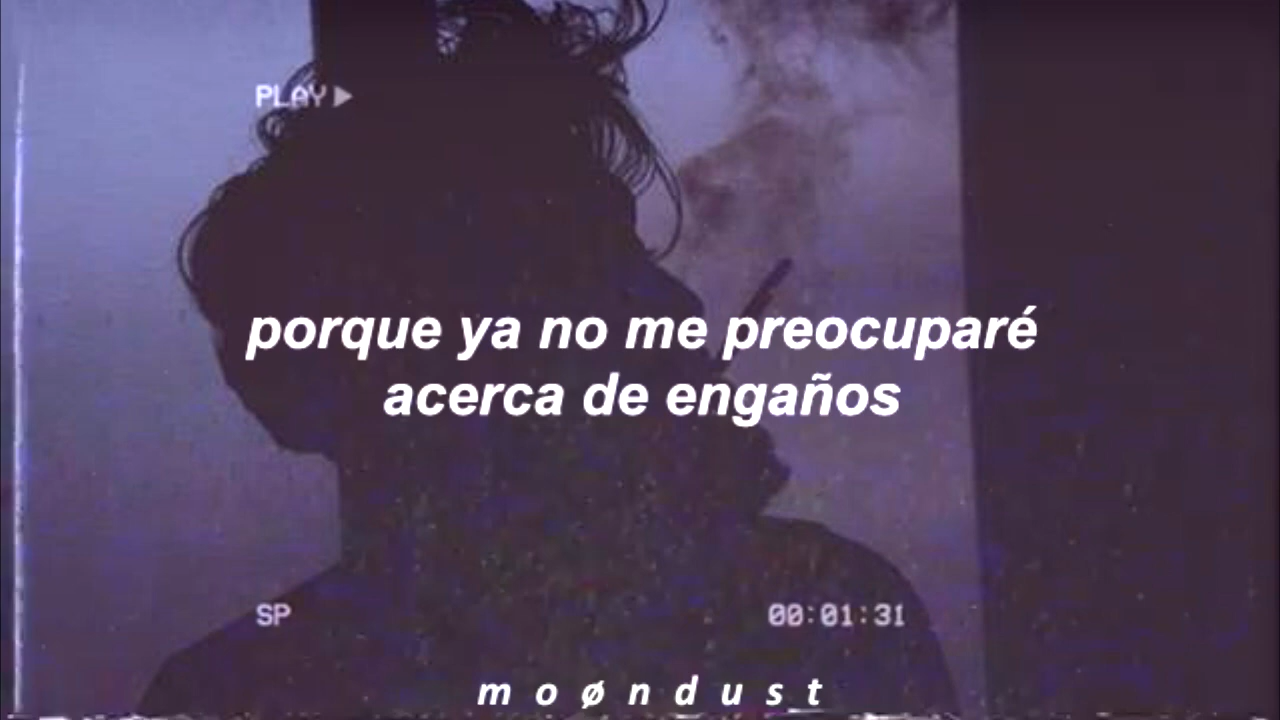 PLAY ▶
porque ya no me preocuparé
acerca de engaños
SP
00:01:31
m o ø n d u s t